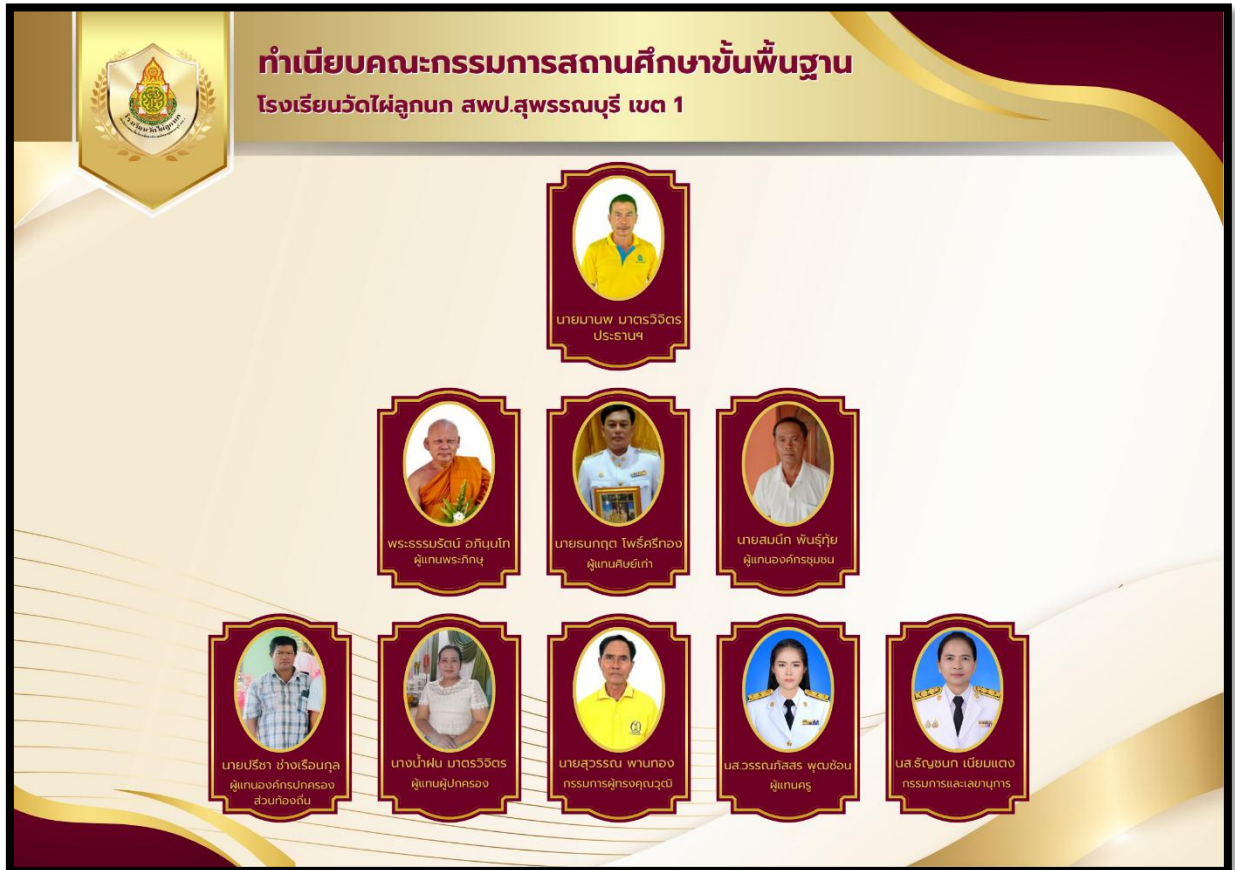 ทำเนียบคณะกรรมการสถานศึกษาขั้นพื้นฐาน
โรงเรียนวัดไผ่ลูกนก สพป.สุพรรณบุรี เขต 1
โรงเรียนวัดไผ่ลูกนก
นายมานพ มาตรวิจิตร
ประธานฯ
พระธรรมรัตน์ อภินนฺโท
ผู้แทนพระภิกษุ
นายธนกฤต โพธิ์ศรีทอง
ผู้แทนศิษย์เก่า
นายสมนึก พันธุ์ทุ้ย
ผู้แทนองค์กรชุมชน
นายปรีชา ช่างเรือนกุล
ผู้แทนองค์กรปกครอง
ส่วนท้องถิ่น
นางน้ำฝน มาตรวิจิตร
ผู้แทนผู้ปกครอง
นายสุวรรณ พานทอง
กรรมการผู้ทรงคุณวุฒิ
นส.วรรณภัสสร พุฒซ้อน
ผู้แทนครู
นส.ธัญชนก เนียมแตง
กรรมการและเลขานุการ